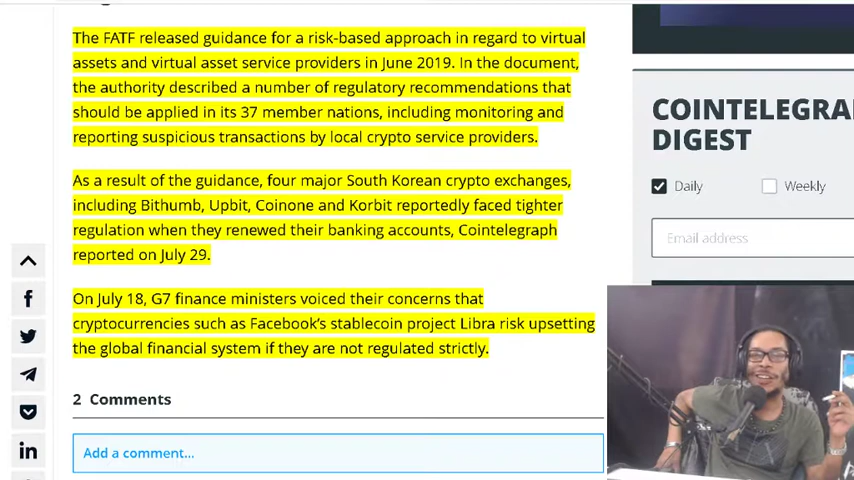 The FATF released guidance for a risk-based approach in regard to virtual
assets and virtual asset service providers in June 2019. In the document,
the authority described a number of regulatory recommendations that
should be applied in its 37 member nations, including monitoring and
reporting suspicious transactions by local crypto service providers.
As a result of the guidance, four major South Korean crypto exchanges,
including Bithumb, Upbit, Coinone and Korbit reportedly faced tighter
regulation when they renewed their banking accounts, Cointelegraph
reported on July 29.
On July 18, G7 finance ministers voiced their concerns that
cryptocurrencies such as Facebook's stablecoin project Libra risk upsetting
the global financial system if they are not regulated strictly.
2 Comments
Add a comment...
COINTELEGRA
DIGEST
Daily
Weekly
Email address
f
in